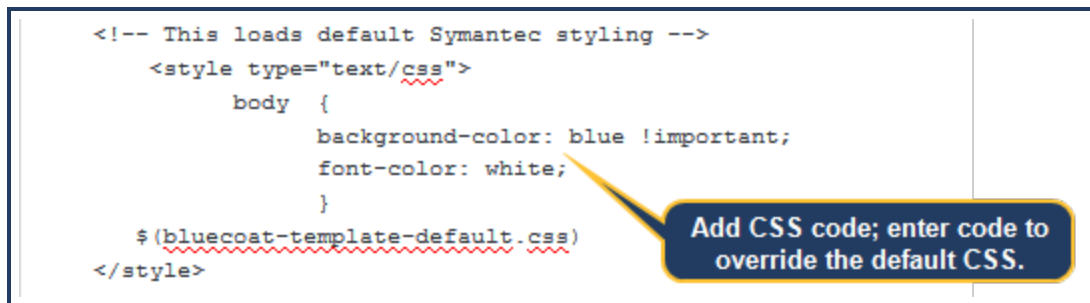 <!-- This loads default Symantec styling -->
<style type="text/css">
body {
background-color: blue !important;
font-color: white;
}
$(bluecoat-template-default.css)
</style>
Add CSS code; enter code to
override the default CSS.